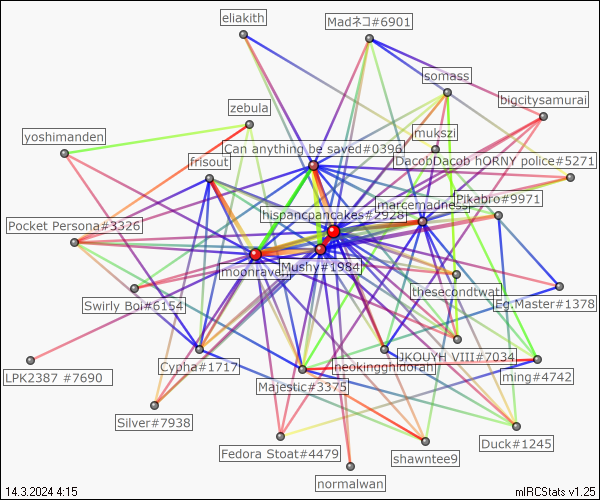 eliakith
Madネコ#6901
somass
bigcitysamurai
zebula
mukszi
yoshimanden
Can anything be saved#0396
frisout
DacobDacob hORNY police#5271
Pikabro#9971
marcemadness
hispancpancakes#2928
Pocket Persona#3326
moonraven
Mushy#1984
thesecondtwat
Eg.Master#1378
Swirly Boi#6154
JKOUYH VIII#7034
neokingghidorah
Cypha#1717
LPK2387 #7690
Majestic#3375
ming#4742
Silver#7938
Duck#1245
Fedora Stoat#4479
shawntee9
normalwan
14.3.2024 4:15
mIRCStats v1.25